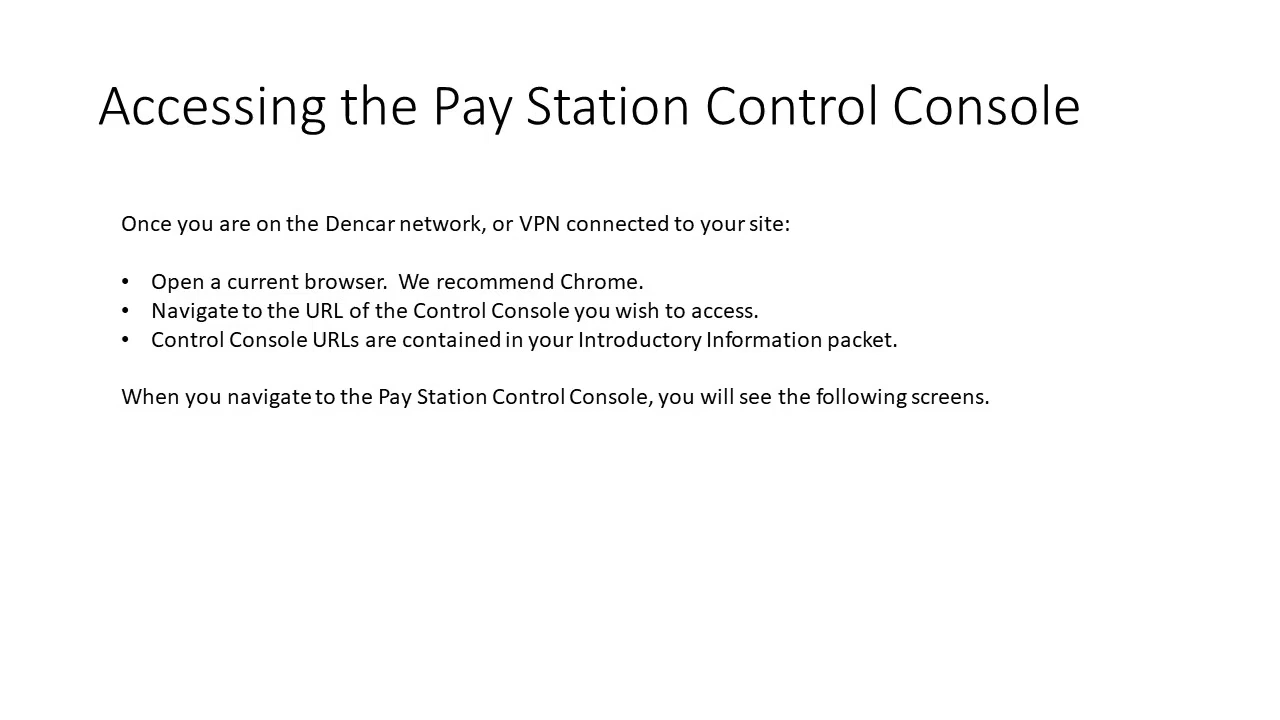 Accessing the Pay Station Control Console
Once you are on the Dencar network, or VPN connected to your site:
• Open a current browser.  We recommend Chrome.
• Navigate to the URL of the Control Console you wish to access.
• Control Console URLs are contained in your Introductory Information packet.
When you navigate to the Pay Station Control Console, you will see the following screens.